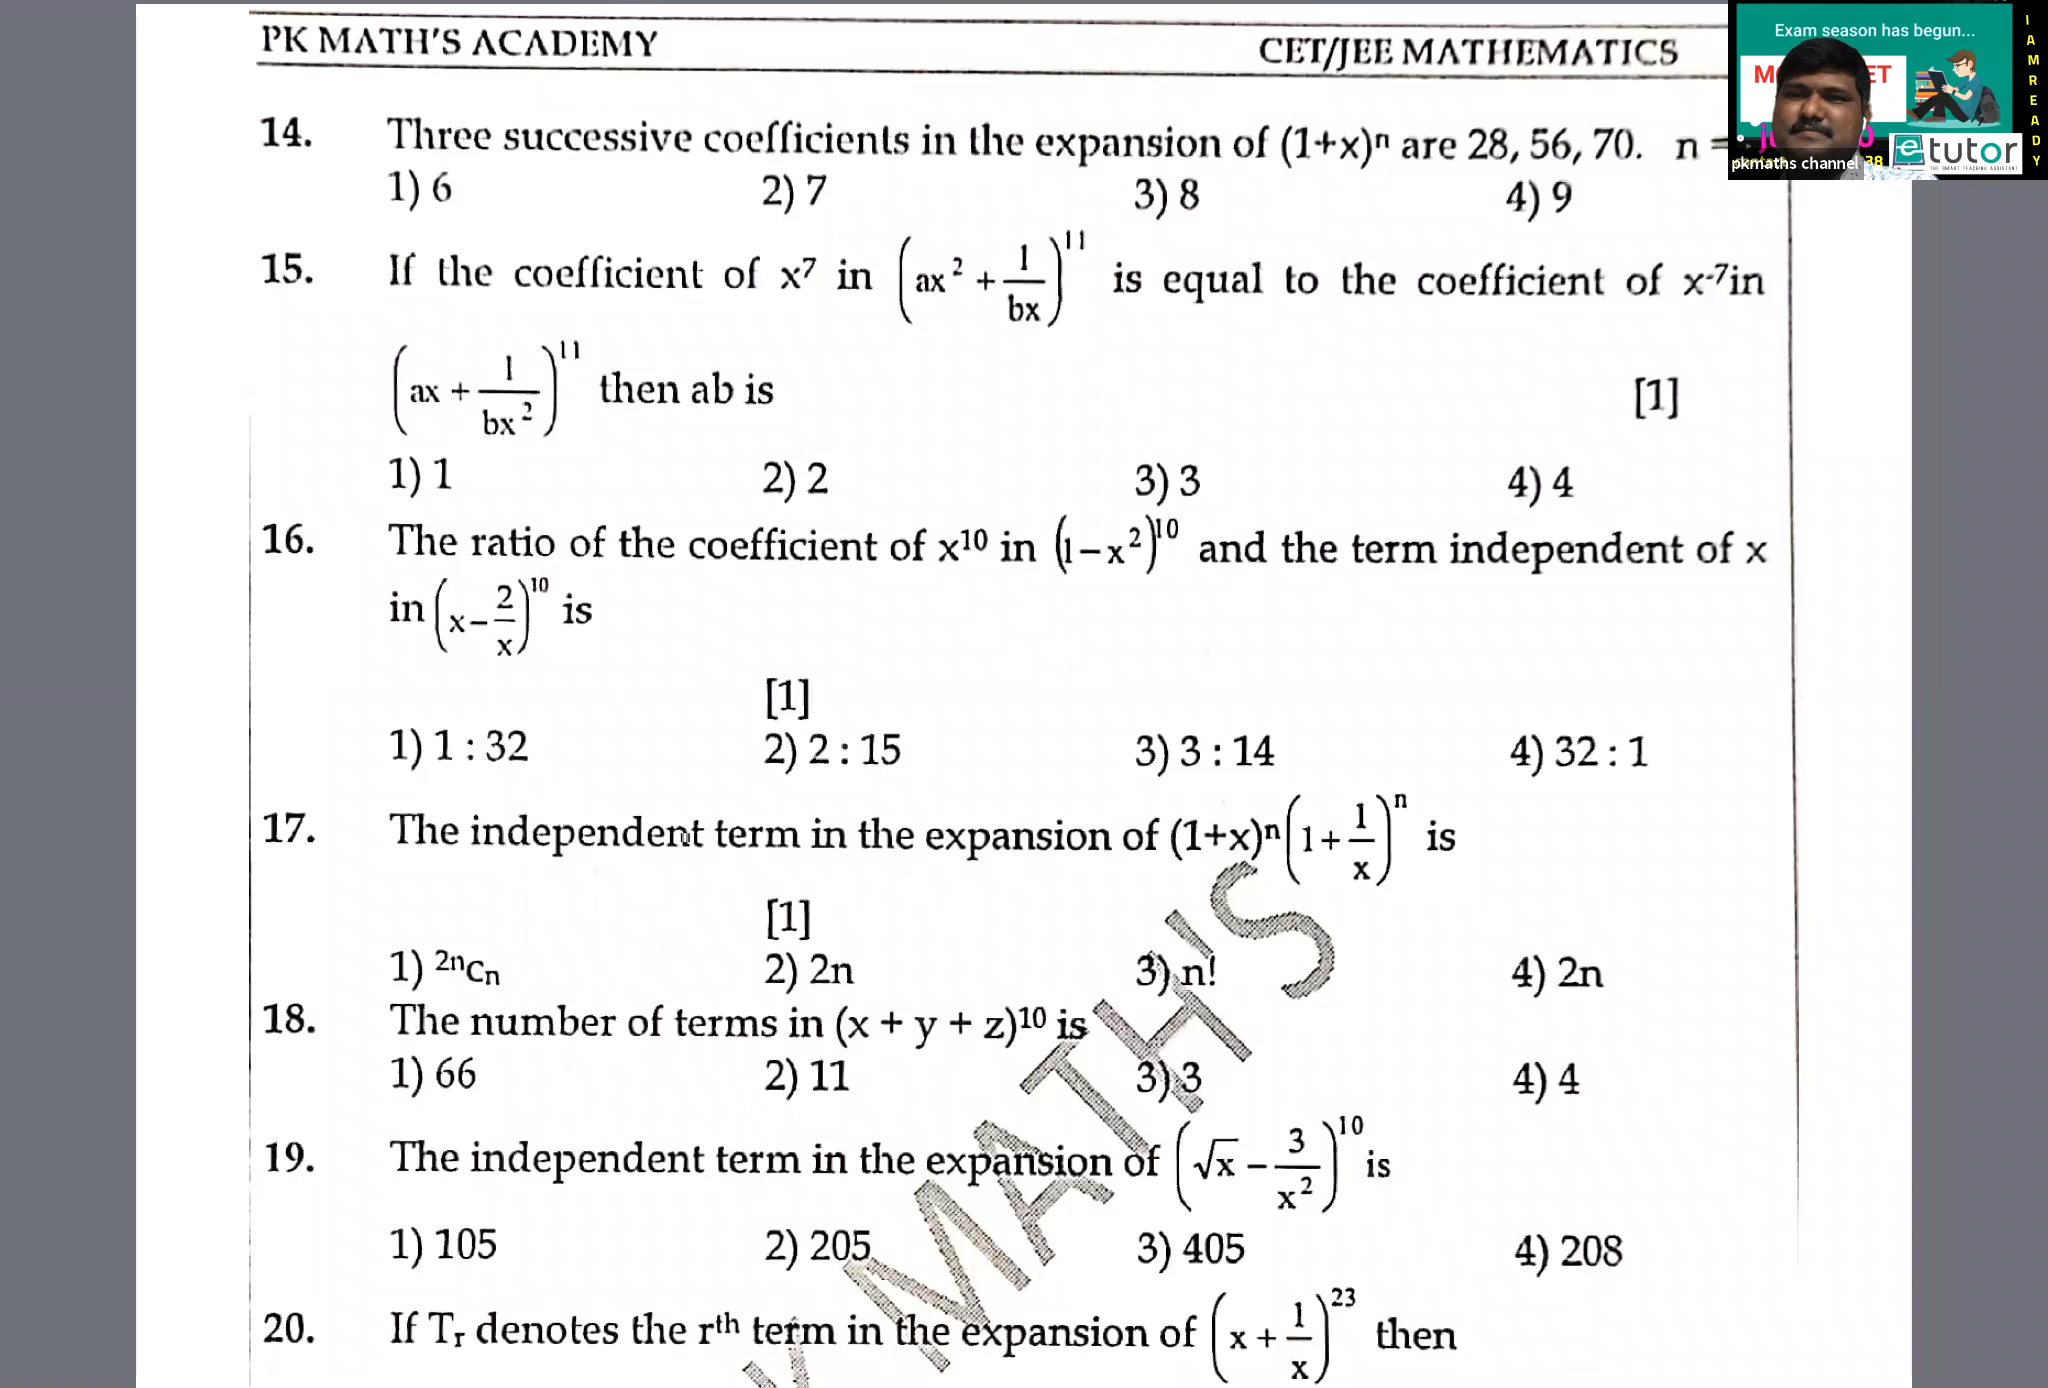 PK MATH'S ACADEMY CET/JEE MATHEMATICS
14. Three successive coefficients in the expansion of (1+x)ⁿ are 28, 56, 70. n =
1) 6 2) 7 3) 8 4) 9
15. If the coefficient of x⁷ in (ax² + 1/bx)¹¹ is equal to the coefficient of x⁻⁷in
(ax + 1/bx²)¹¹ then ab is [1]
1) 1 2) 2 3) 3 4) 4
16. The ratio of the coefficient of x¹⁰ in (1−x²)¹⁰ and the term independent of x
in (x − 2/x)¹⁰ is
[1]
1) 1 : 32 2) 2 : 15 3) 3 : 14 4) 32 : 1
17. The independent term in the expansion of (1+x)ⁿ(1 + 1/x)ⁿ is
[1]
1) ²ⁿCₙ 2) 2n 3) n! 4) 2n
18. The number of terms in (x + y + z)¹⁰ is
1) 66 2) 11 3) 3 4) 4
19. The independent term in the expansion of (√x − 3/x²)¹⁰ is
1) 105 2) 205 3) 405 4) 208
20. If Tᵣ denotes the rᵗʰ term in the expansion of (x + 1/x)²³ then
MATH'S
Exam season has begun...
pkmaths channel
38
etutor
THE SMART TEACHING ASSISTANT
I AM READY